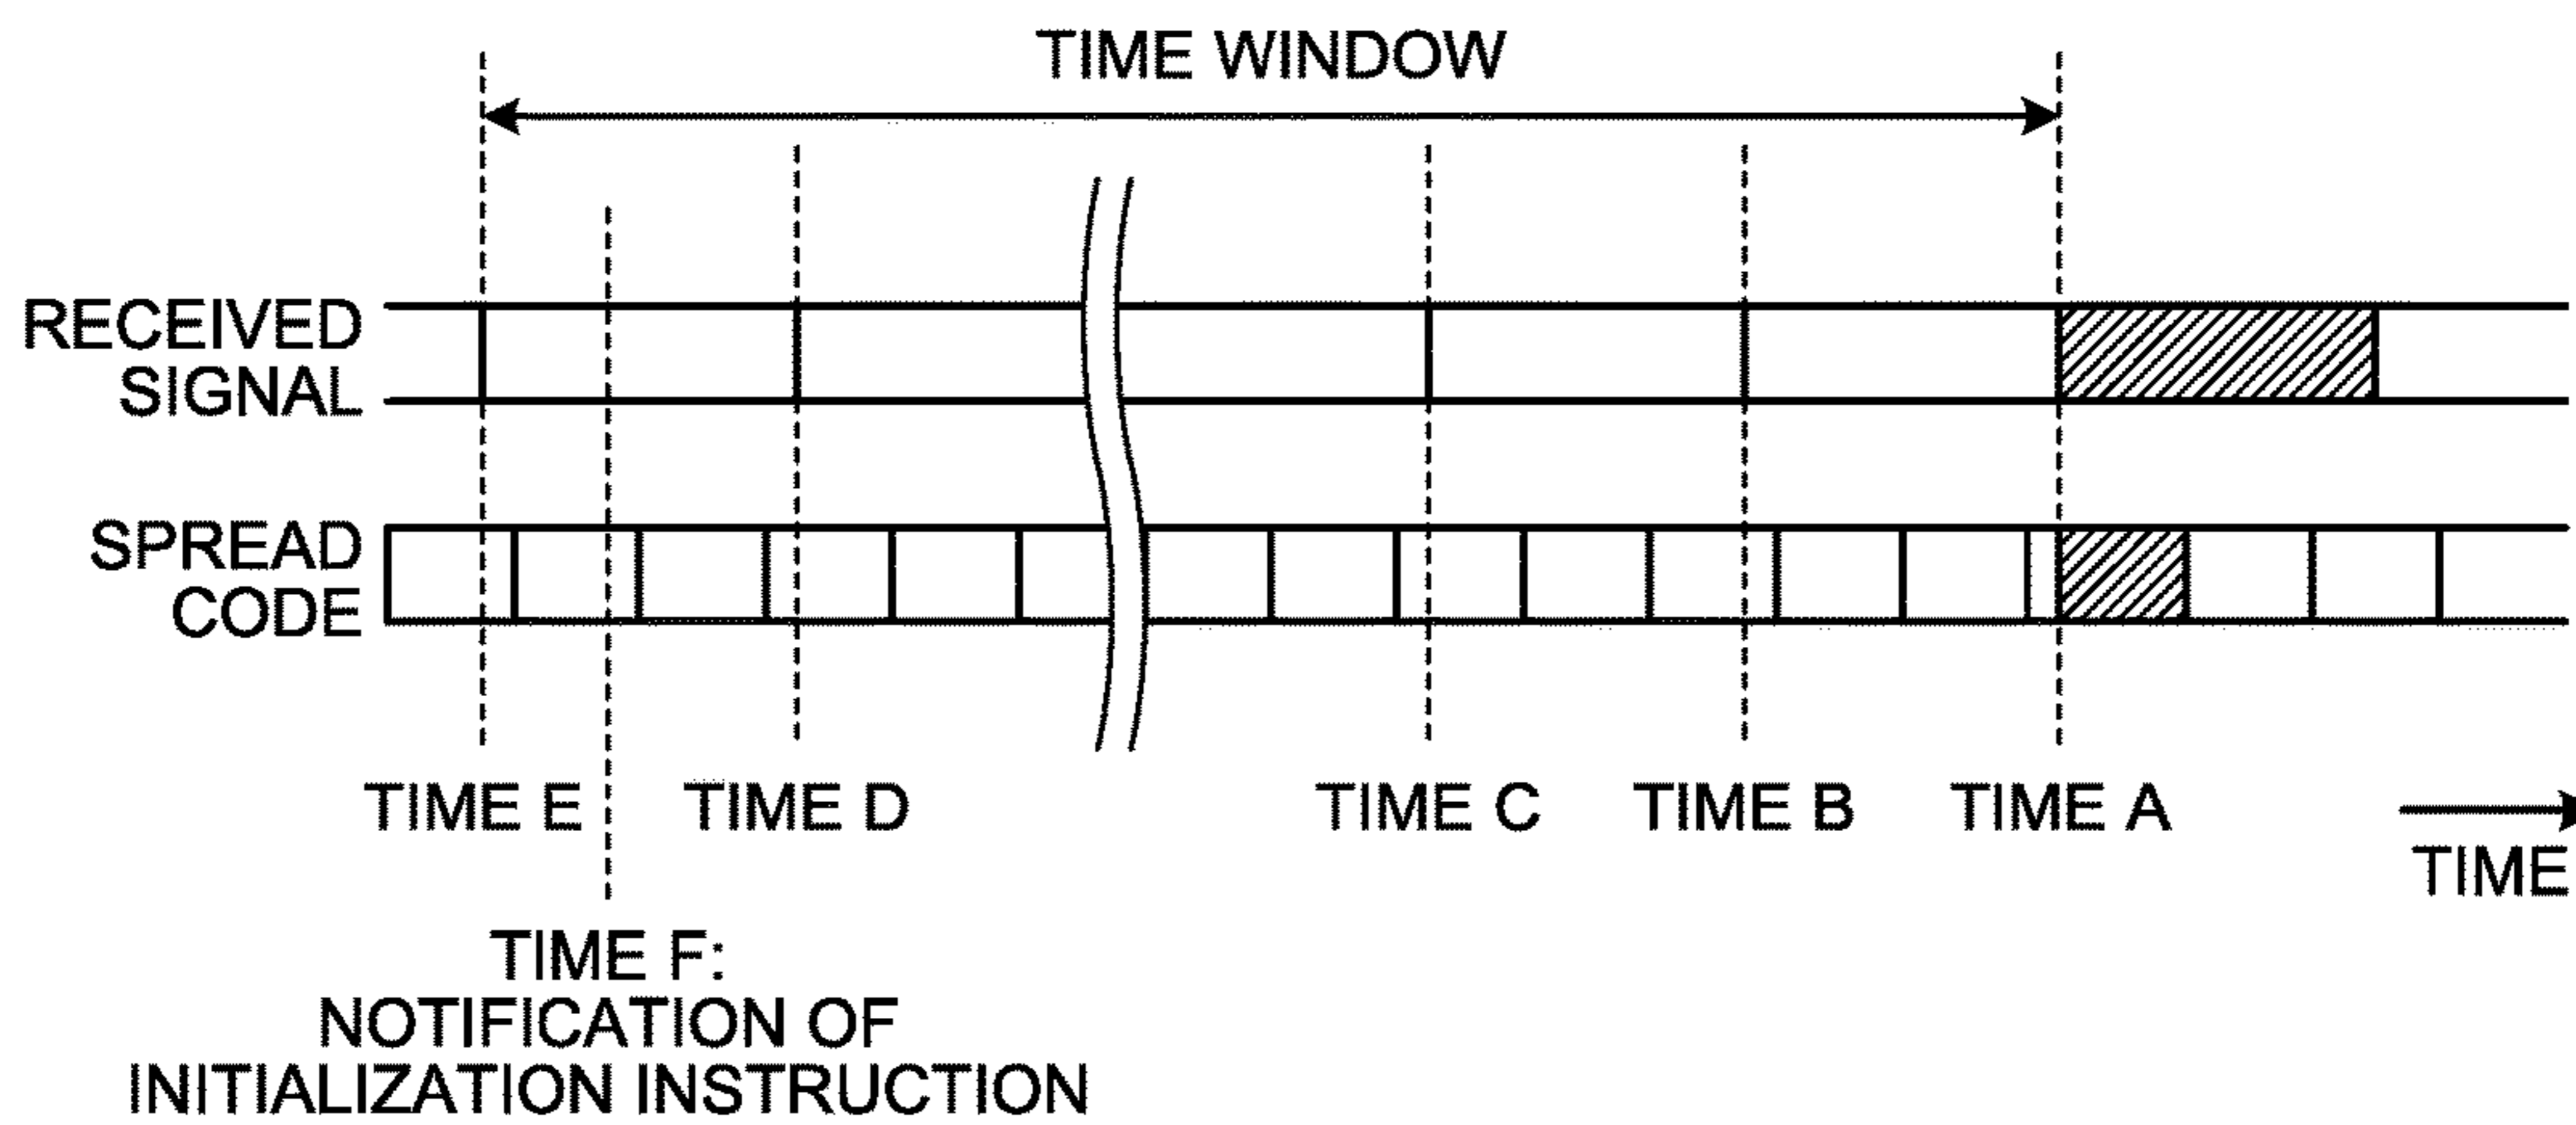 TIME WINDOW
RECEIVED
SIGNAL
SPREAD
CODE
TIME E
TIME D
TIME C
TIME B
TIME A
TIME
TIME F:
NOTIFICATION OF
INITIALIZATION INSTRUCTION